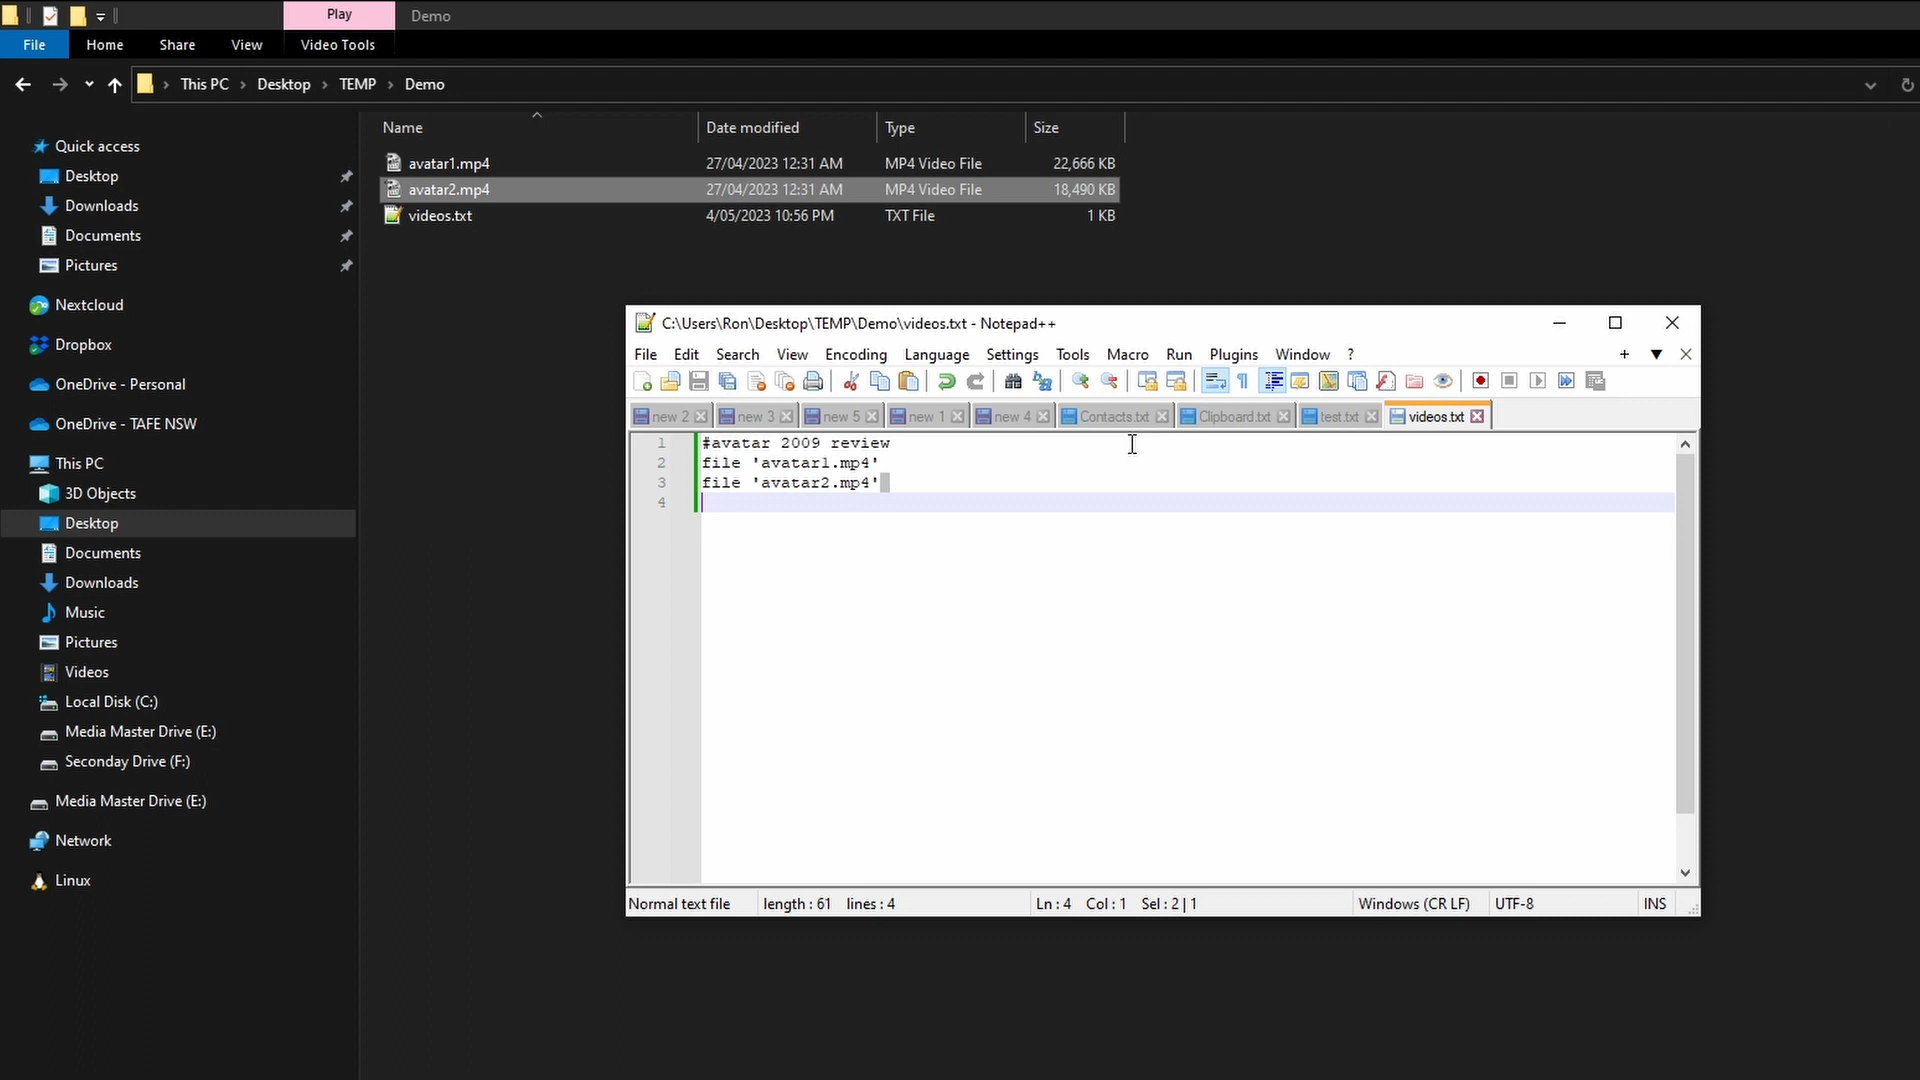 Play
Demo
File
Home
Share
View
Video Tools
This PC
Desktop
TEMP
Demo
Name
Date modified
Type
Size
avatar1.mp4
27/04/2023 12:31 AM
MP4 Video File
22,666 KB
avatar2.mp4
27/04/2023 12:31 AM
MP4 Video File
18,490 KB
videos.txt
4/05/2023 10:56 PM
TXT File
1 KB
Quick access
Desktop
Downloads
Documents
Pictures
Nextcloud
Dropbox
OneDrive - Personal
OneDrive - TAFE NSW
This PC
3D Objects
Desktop
Documents
Downloads
Music
Pictures
Videos
Local Disk (C:)
Media Master Drive (E:)
Seconday Drive (F:)
Media Master Drive (E:)
Network
Linux
C:\Users\Ron\Desktop\TEMP\Demo\videos.txt - Notepad++
File Edit Search View Encoding Language Settings Tools Macro Run Plugins Window ?
new 2
new 3
new 5
new 1
new 4
Contacts.txt
Clipboard.txt
test.txt
videos.txt
1 #avatar 2009 review
2 file 'avatar1.mp4'
3 file 'avatar2.mp4'
4
Normal text file
length : 61 lines : 4
Ln : 4 Col : 1 Sel : 2 | 1
Windows (CR LF)
UTF-8
INS